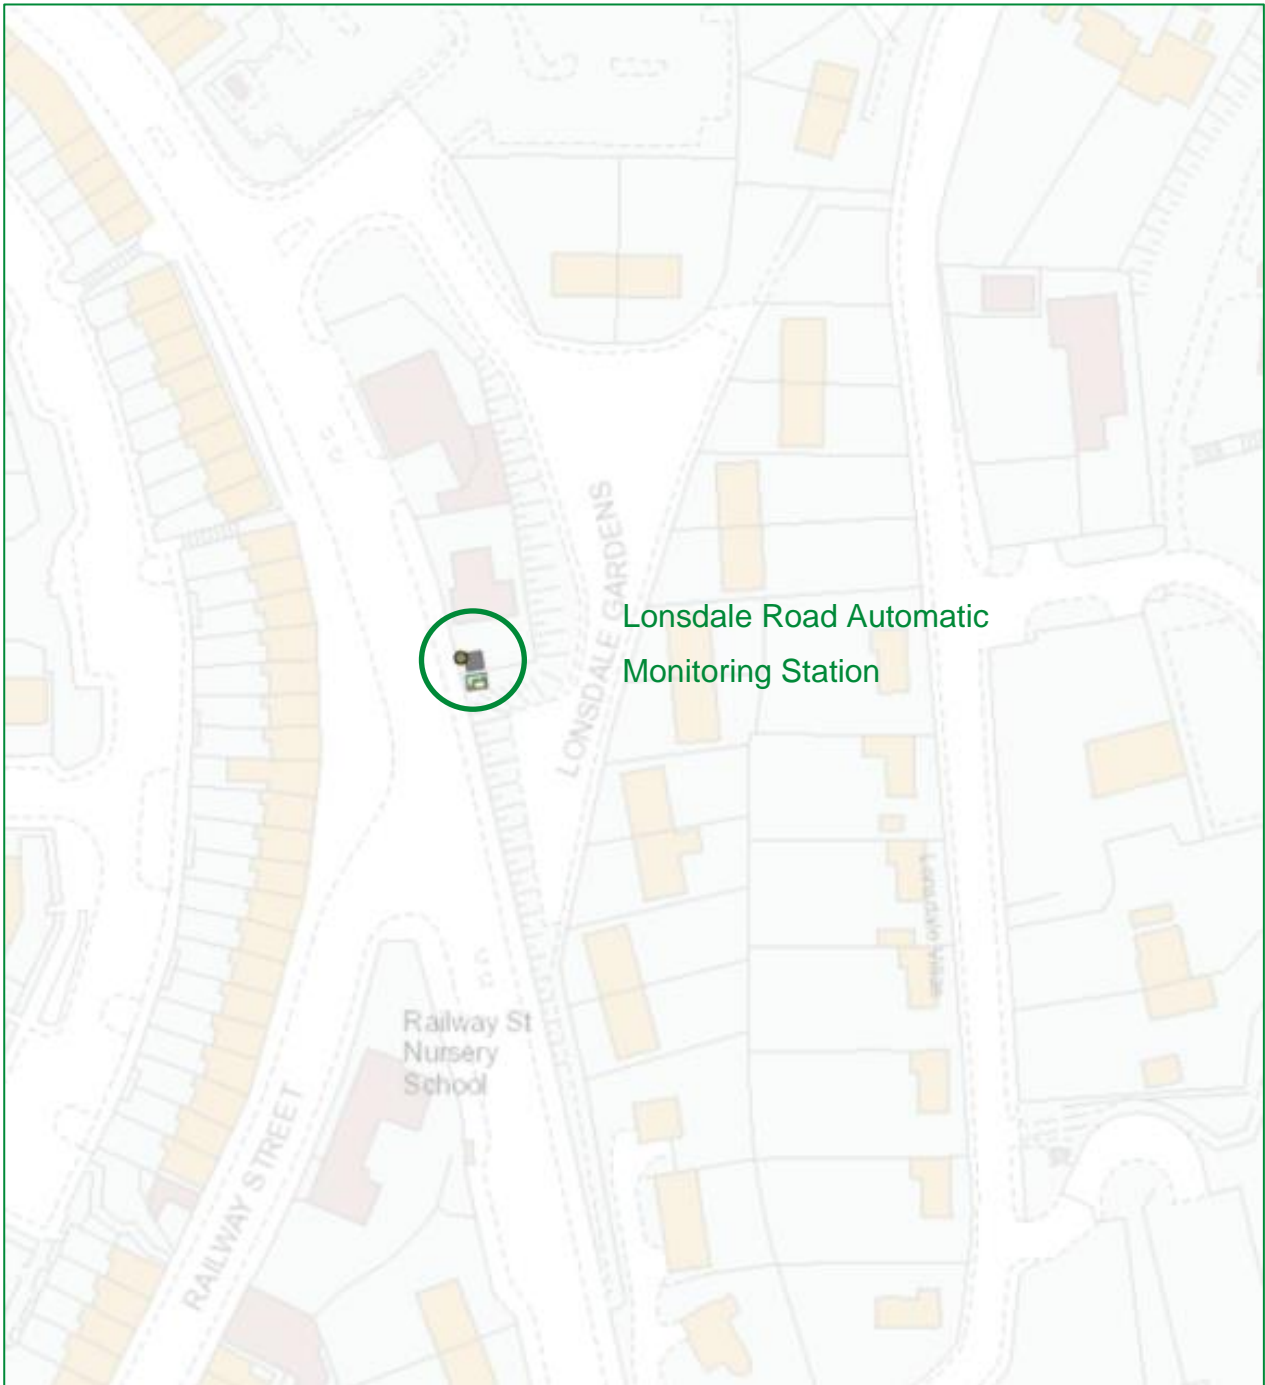 LONSDALE GARDENS
Lonsdale Road Automatic
Monitoring Station
Railway St
Nursery
School
RAILWAY STREET